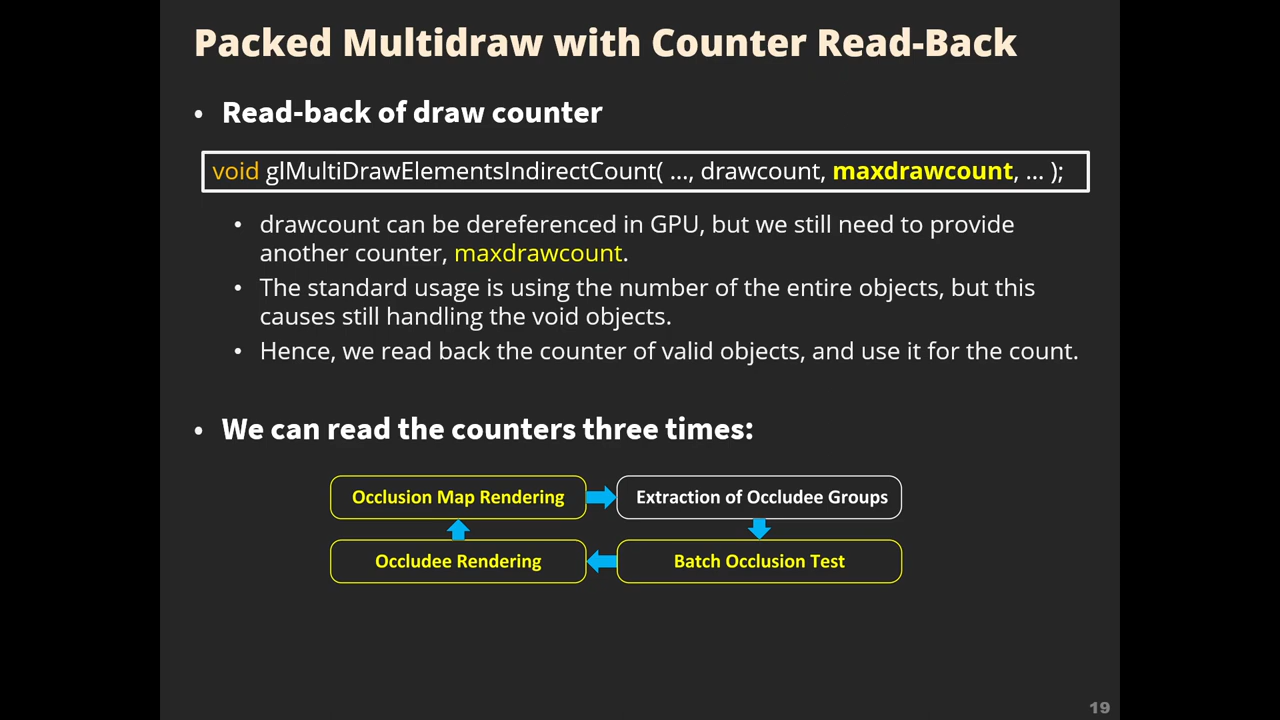 Packed Multidraw with Counter Read-Back
• Read-back of draw counter
void glMultiDrawElementsIndirectCount( ..., drawcount, maxdrawcount, ... );
• drawcount can be dereferenced in GPU, but we still need to provide
another counter, maxdrawcount.
• The standard usage is using the number of the entire objects, but this
causes still handling the void objects.
• Hence, we read back the counter of valid objects, and use it for the count.
• We can read the counters three times:
Occlusion Map Rendering
Extraction of Occludee Groups
Occludee Rendering
Batch Occlusion Test
19